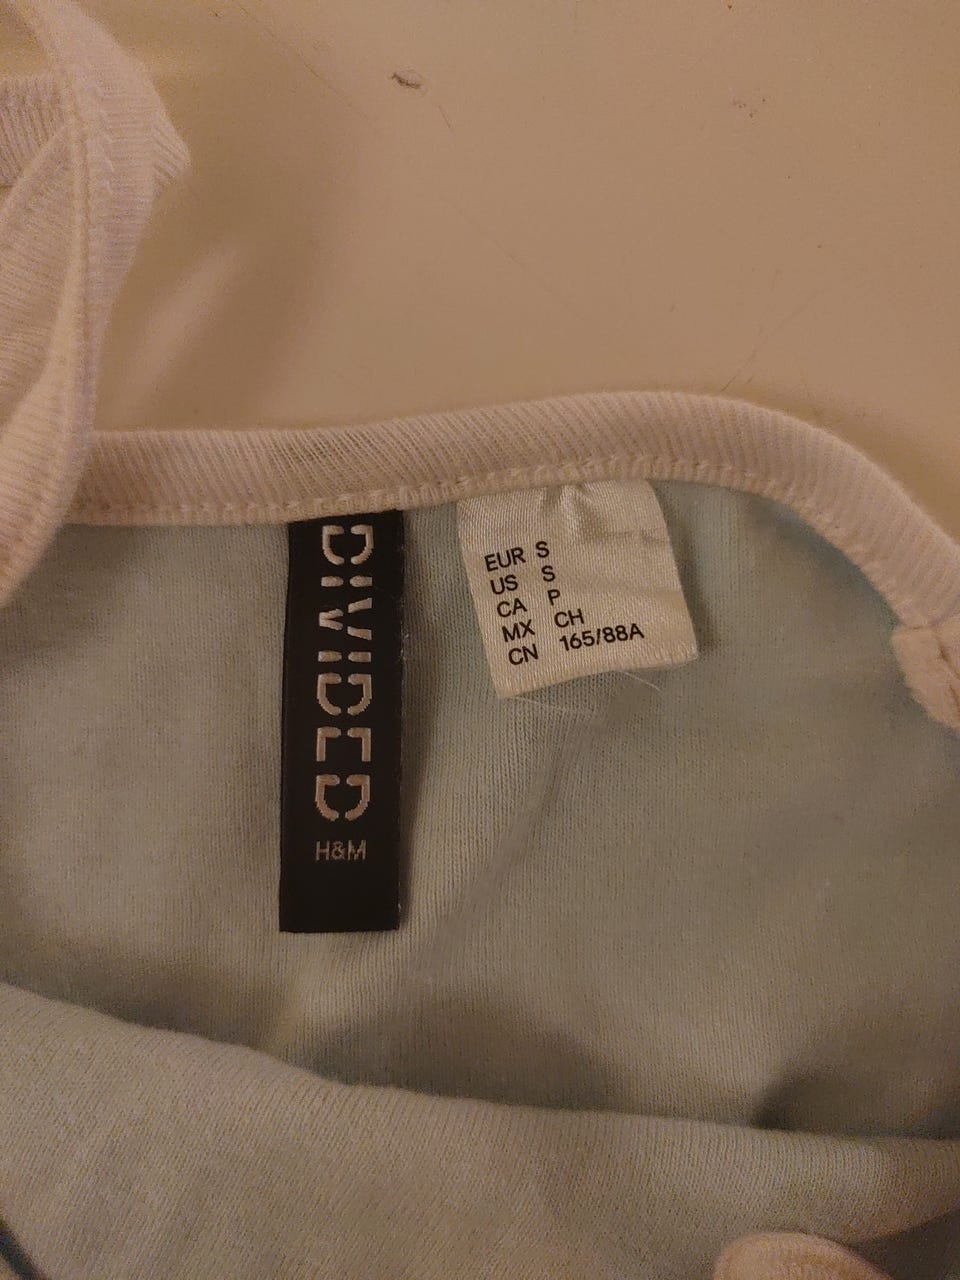 DIVIDED
H&M
EUR S
US S
CA P
MX CH
CN 165/88A